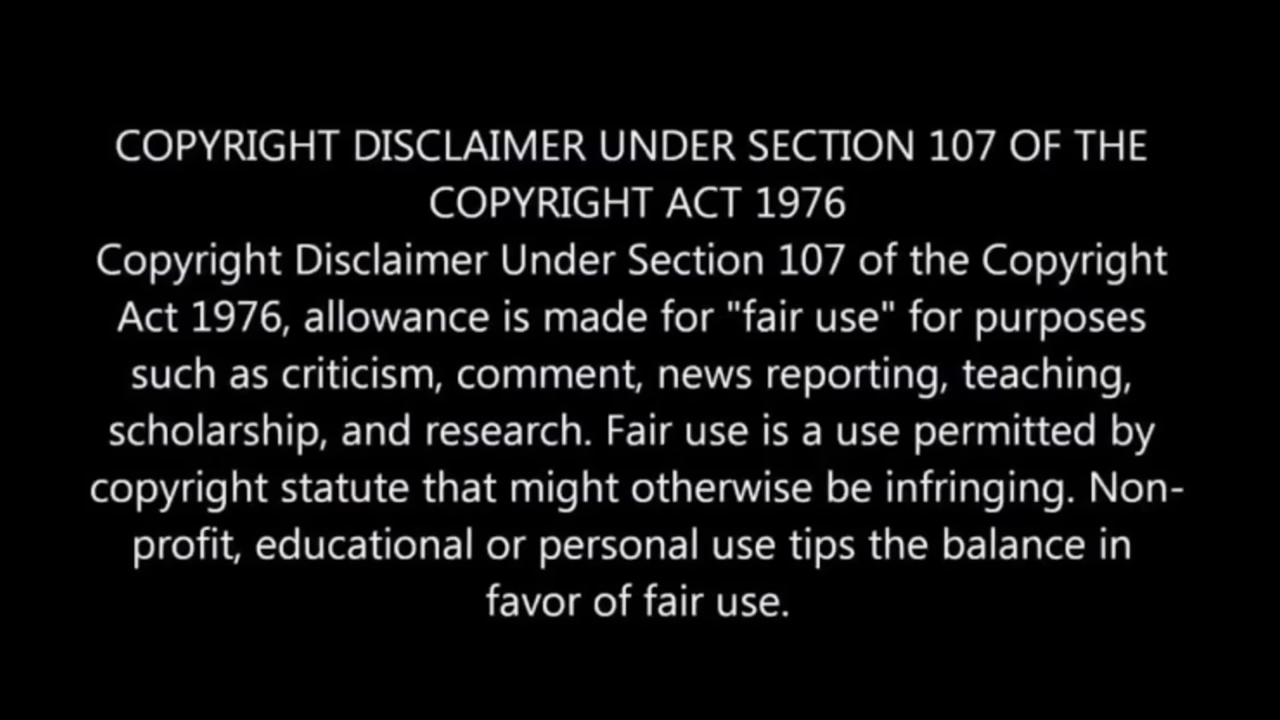 COPYRIGHT DISCLAIMER UNDER SECTION 107 OF THE
COPYRIGHT ACT 1976
Copyright Disclaimer Under Section 107 of the Copyright
Act 1976, allowance is made for "fair use" for purposes
such as criticism, comment, news reporting, teaching,
scholarship, and research. Fair use is a use permitted by
copyright statute that might otherwise be infringing. Non-
profit, educational or personal use tips the balance in
favor of fair use.